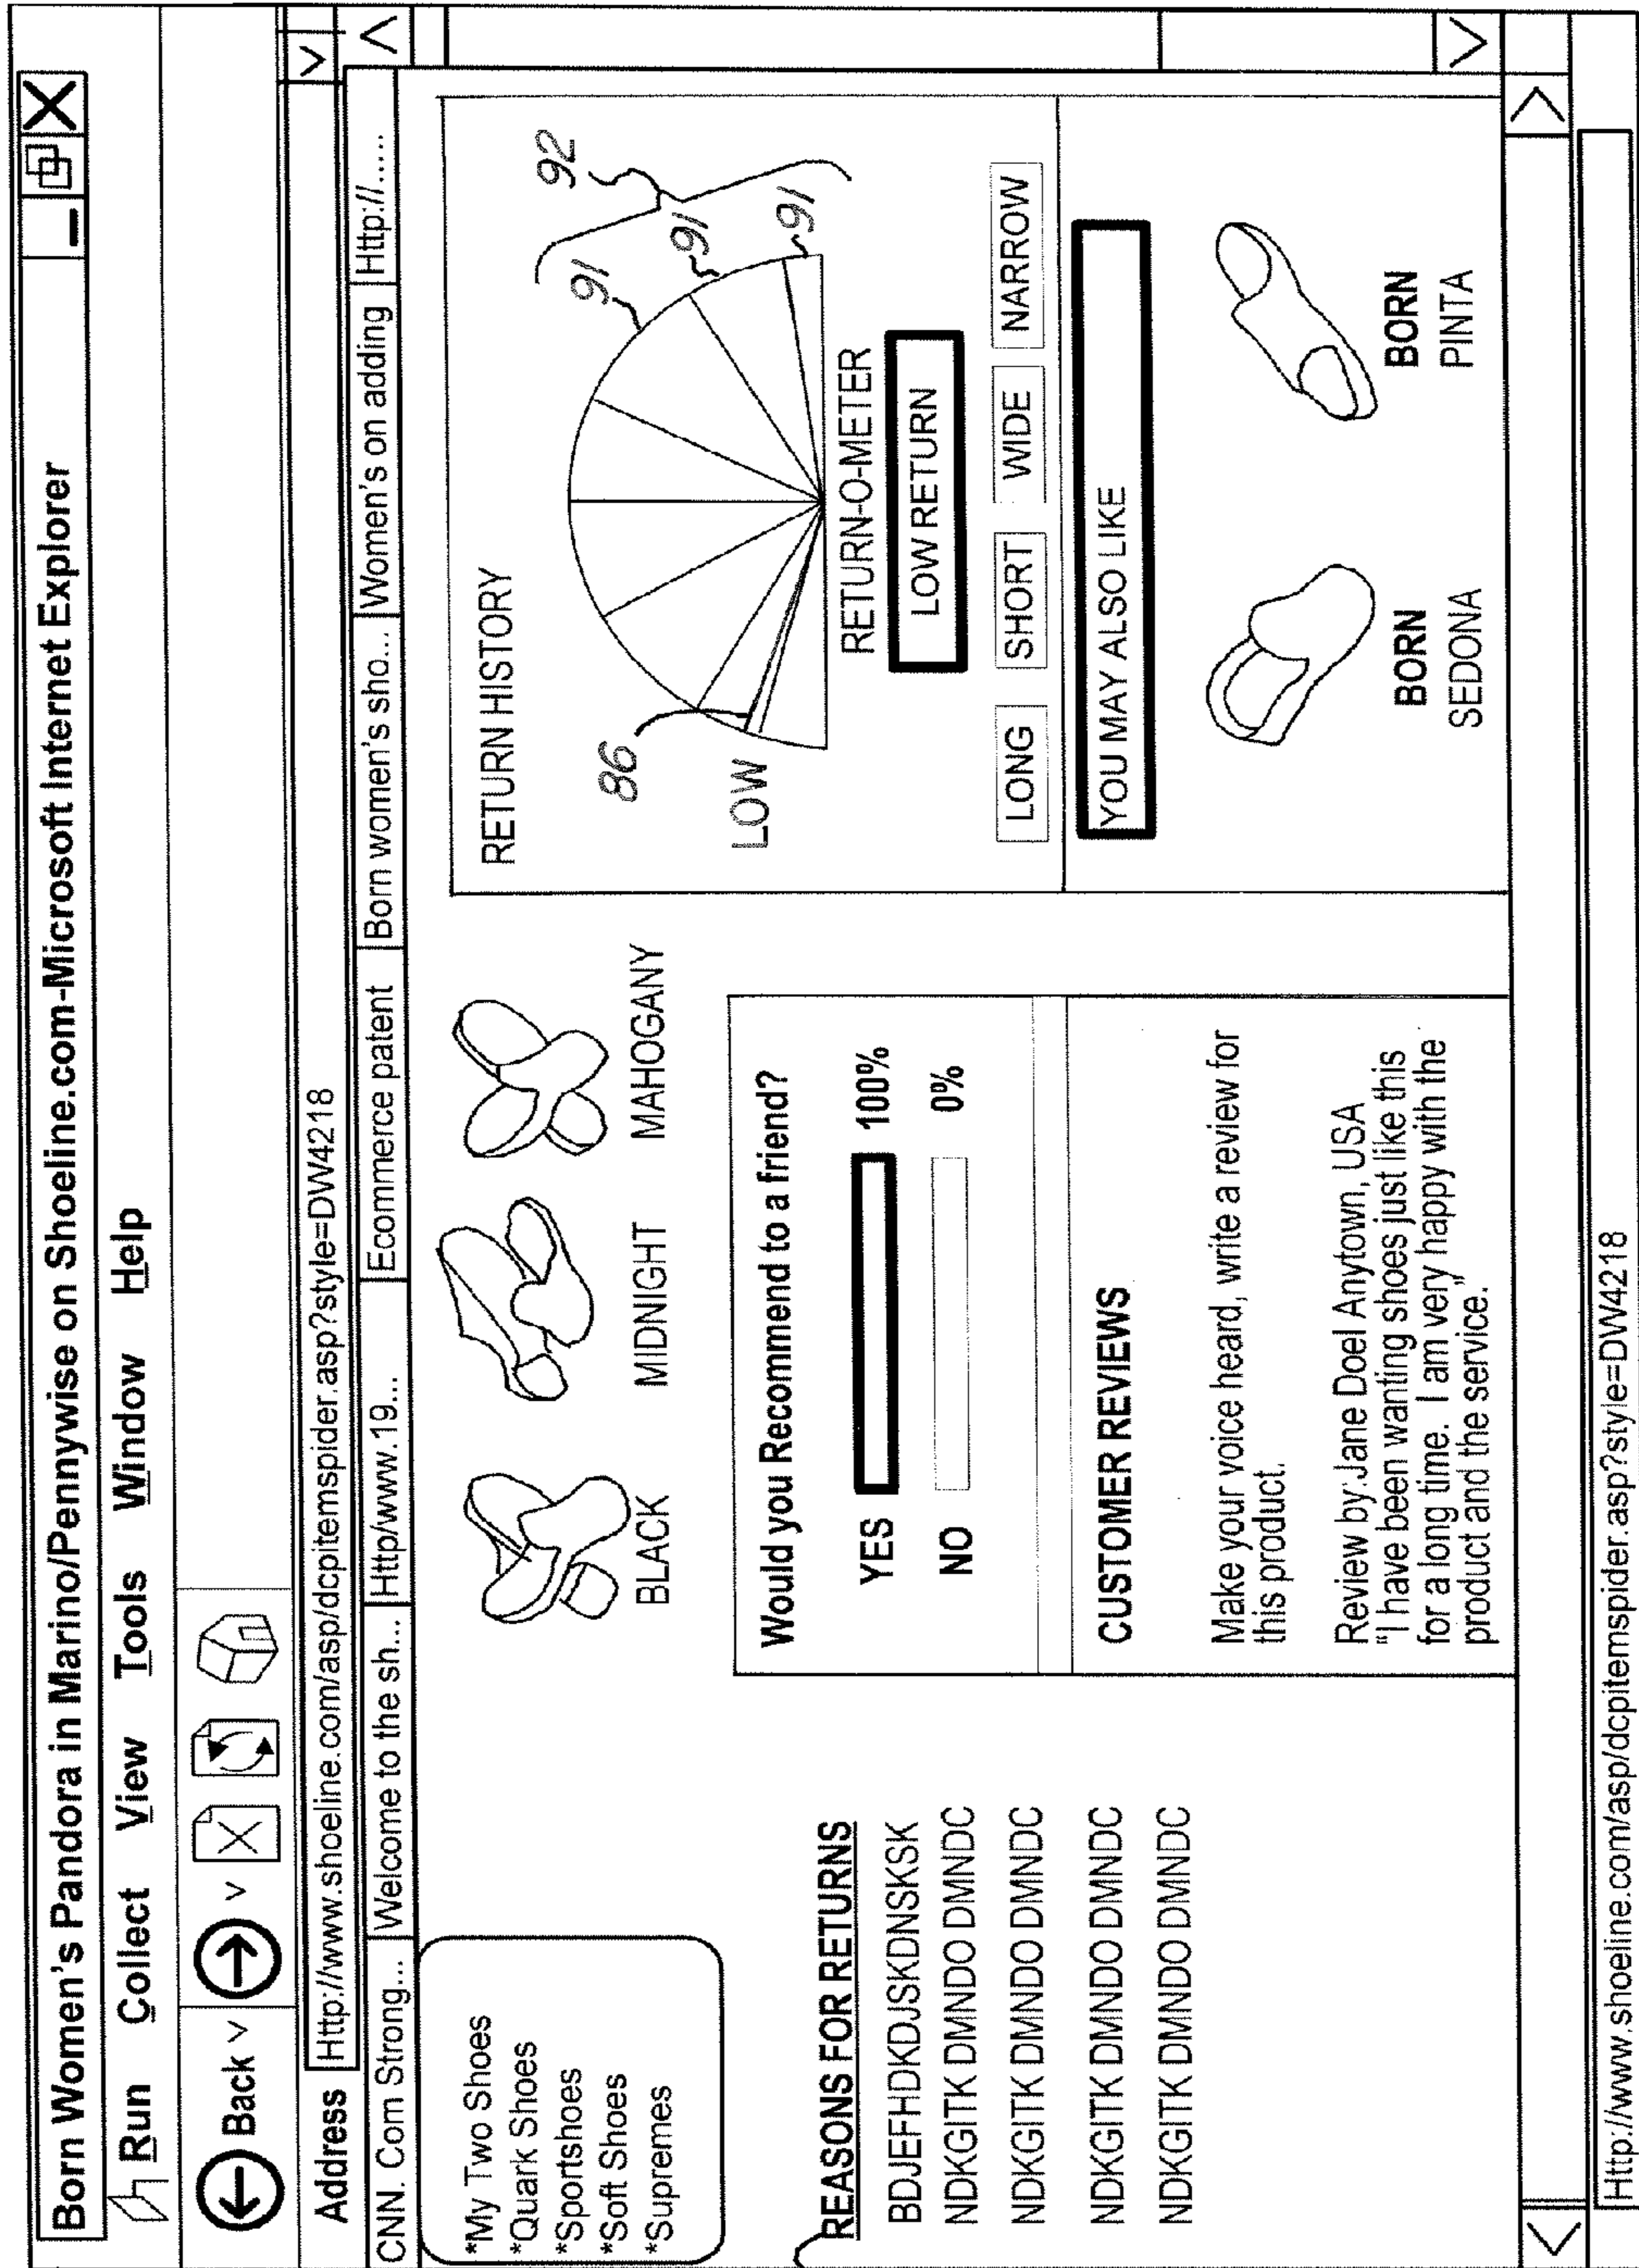 Born Women's Pandora in Marino/Pennywise on Shoeline.com-Microsoft Internet Explorer
Run Collect View Tools Window Help
Back
Address Http://www.shoeline.com/asp/dcpitemspider.asp?style=DW4218
CNN. Com Strong... Welcome to the sh... Http/www.19... Ecommerce patent Born women's sho... Women's on adding Http://.....
*My Two Shoes
*Quark Shoes
*Sportshoes
*Soft Shoes
*Supremes
REASONS FOR RETURNS
BDJEFHDKDJSKDNSKSK
NDKGITK DMNDO DMNDC
NDKGITK DMNDO DMNDC
NDKGITK DMNDO DMNDC
NDKGITK DMNDO DMNDC
BLACK MIDNIGHT MAHOGANY
Would you Recommend to a friend?
YES 100%
NO 0%
CUSTOMER REVIEWS
Make your voice heard, write a review for
this product.
Review by:Jane Doel Anytown, USA
"I have been wanting shoes just like this
for a long time. I am very happy with the
product and the service."
RETURN HISTORY
86
91
91
91
92
LOW
RETURN-O-METER
LOW RETURN
LONG SHORT WIDE NARROW
YOU MAY ALSO LIKE
BORN
SEDONA
BORN
PINTA
Http://www.shoeline.com/asp/dcpitemspider.asp?style=DW4218